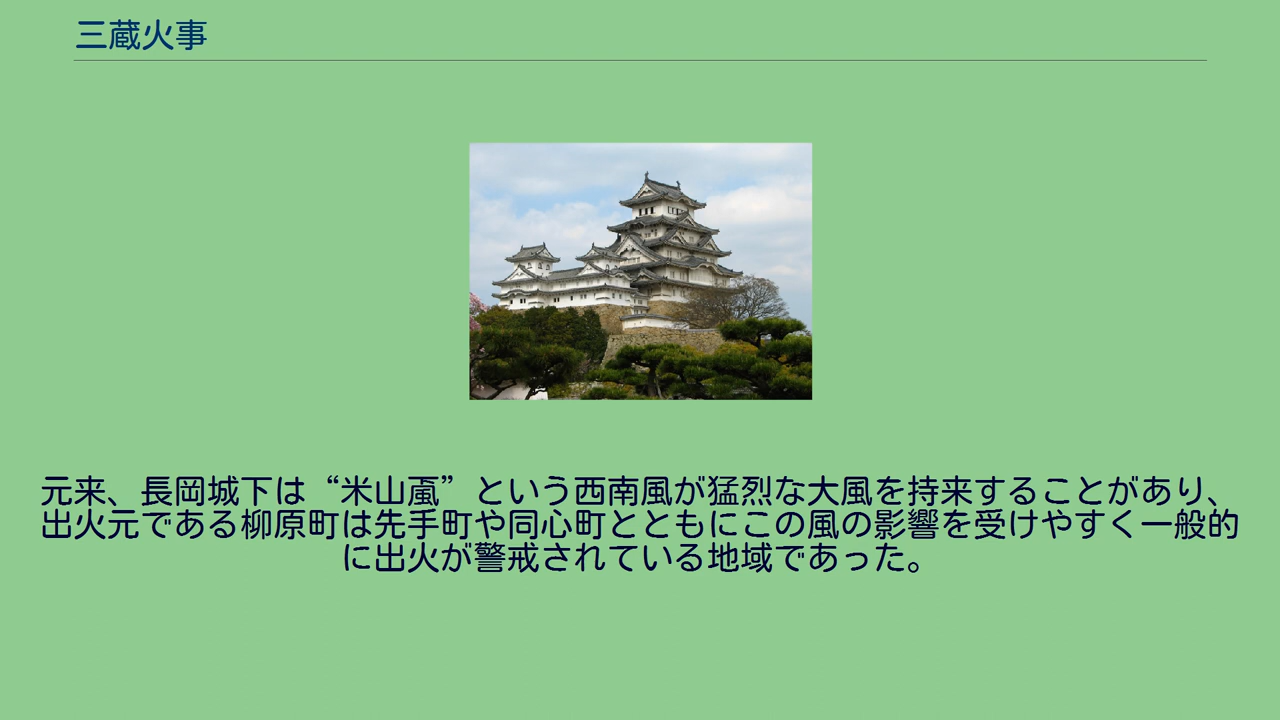 三蔵火事
元来、長岡城下は“米山颪”という西南風が猛烈な大風を持来することがあり、
出火元である柳原町は先手町や同心町とともにこの風の影響を受けやすく一般的
に出火が警戒されている地域であった。